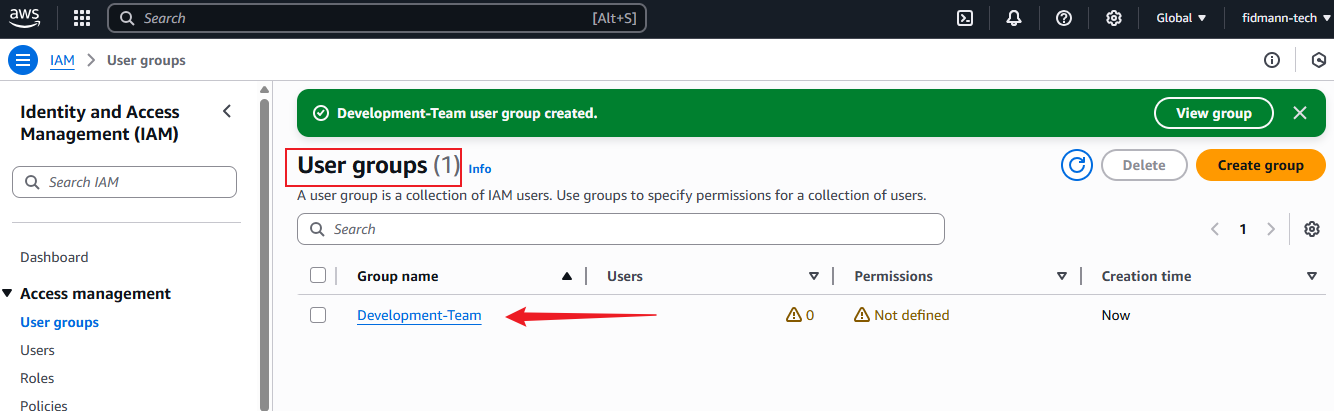 aws
Search [Alt+S] Global fidmann-tech
IAM User groups
Identity and Access
Management (IAM)
Search IAM
Dashboard
Access management
User groups
Users
Roles
Policies
Development-Team user group created. View group
User groups (1) Info Delete Create group
A user group is a collection of IAM users. Use groups to specify permissions for a collection of users.
Search 1
Group name Users Permissions Creation time
Development-Team 0 Not defined Now